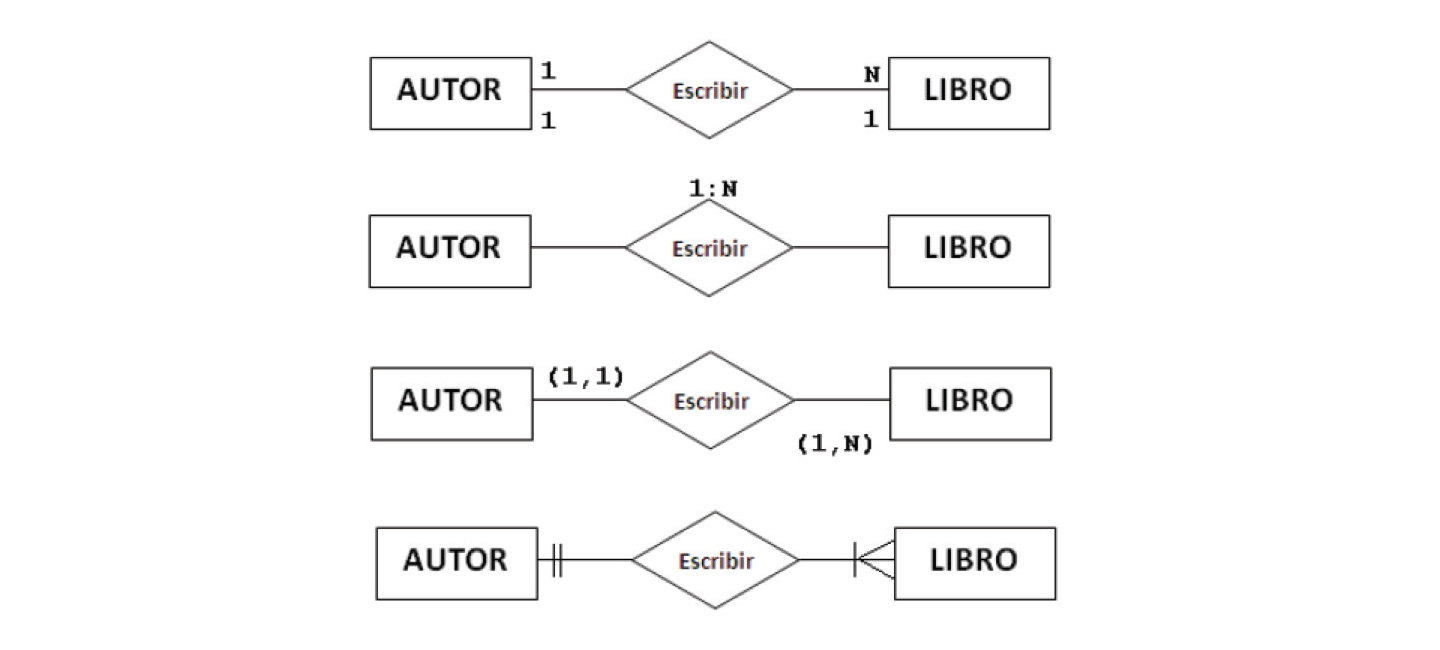 1 N
AUTOR Escribir LIBRO
1 1
1:N
AUTOR Escribir LIBRO
(1,1)
AUTOR Escribir LIBRO
(1,N)
AUTOR Escribir LIBRO